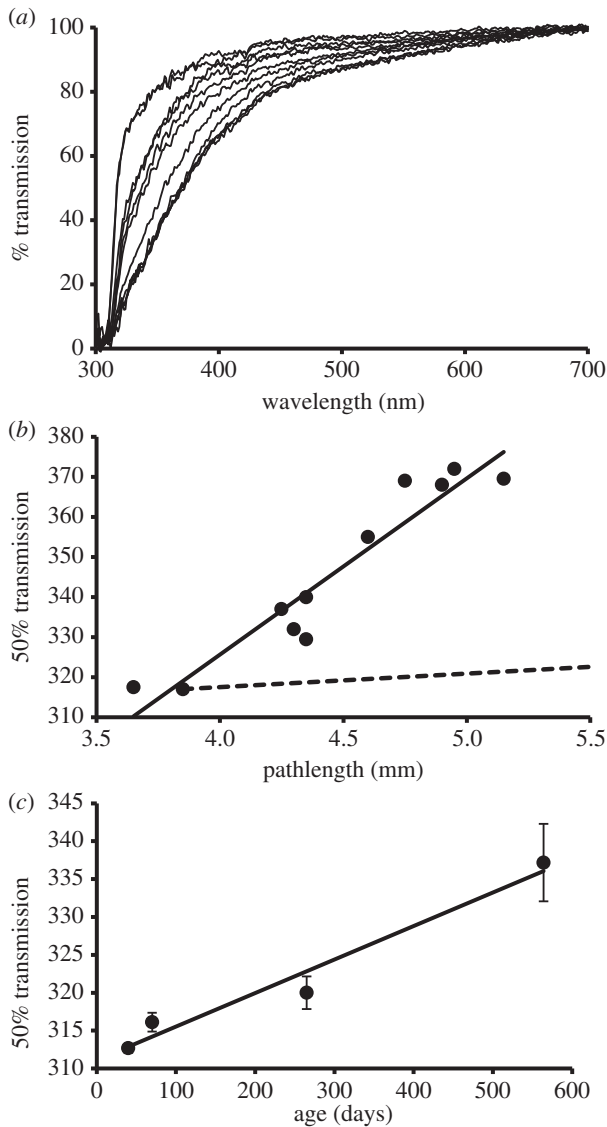 (a)
100
80
60
40
20
0
% transmission
300 400 500 600 700
wavelength (nm)
(b)
380
370
360
350
340
330
320
310
50% transmission
3.5 4.0 4.5 5.0 5.5
pathlength (mm)
(c)
345
340
335
330
325
320
315
310
50% transmission
0 100 200 300 400 500 600
age (days)